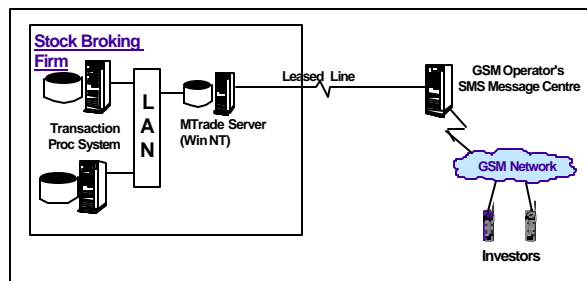 Stock Broking
Firm
Transaction
Proc System
L
A
N
MTrade Server
(Win NT)
Leased Line
GSM Operator's
SMS Message Centre
GSM Network
Investors